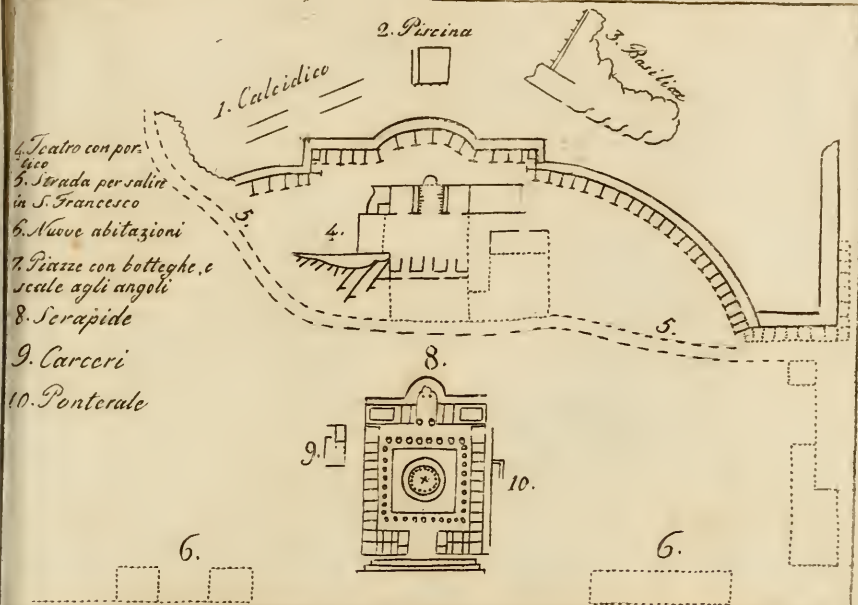 2. Piscina
1. Calcidico
3. Basilica
4. Teatro con por=
tico
5. Strada per salire
in S. Francesco
6. Nuove abitazioni
7. Piazze con botteghe, e
scale agli angoli
8. Serapide
9. Carceri
10. Ponterale
5.
4.
5.
8.
9.
10.
6.
6.